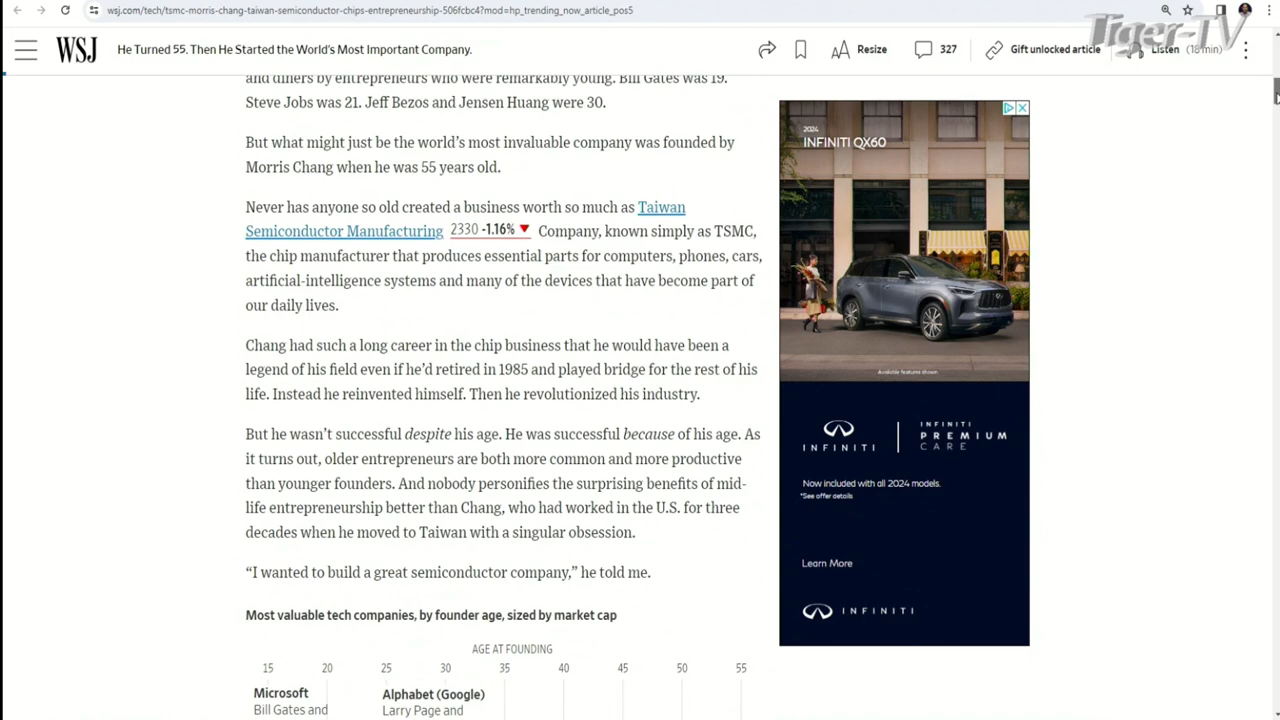 wsj.com/tech/tsmc-morris-chang-taiwan-semiconductor-chips-entrepreneurship-506fcbc4?mod=hp_trending_now_article_pos5
WSJ
He Turned 55. Then He Started the World's Most Important Company.
AA Resize
327
Gift unlocked article
Listen (18 min)
Tiger-TV
and diners by entrepreneurs who were remarkably young. Bill Gates was 19.
Steve Jobs was 21. Jeff Bezos and Jensen Huang were 30.
But what might just be the world's most invaluable company was founded by
Morris Chang when he was 55 years old.
Never has anyone so old created a business worth so much as Taiwan
Semiconductor Manufacturing 2330 -1.16% ▼ Company, known simply as TSMC,
the chip manufacturer that produces essential parts for computers, phones, cars,
artificial-intelligence systems and many of the devices that have become part of
our daily lives.
Chang had such a long career in the chip business that he would have been a
legend of his field even if he'd retired in 1985 and played bridge for the rest of his
life. Instead he reinvented himself. Then he revolutionized his industry.
But he wasn't successful despite his age. He was successful because of his age. As
it turns out, older entrepreneurs are both more common and more productive
than younger founders. And nobody personifies the surprising benefits of mid-
life entrepreneurship better than Chang, who had worked in the U.S. for three
decades when he moved to Taiwan with a singular obsession.
“I wanted to build a great semiconductor company,” he told me.
Most valuable tech companies, by founder age, sized by market cap
AGE AT FOUNDING
15 20 25 30 35 40 45 50 55
Microsoft
Bill Gates and
Alphabet (Google)
Larry Page and
2024
INFINITI QX60
Available features shown
INFINITI
INFINITI
PREMIUM
CARE
Now included with all 2024 models.
*See offer details
Learn More
INFINITI